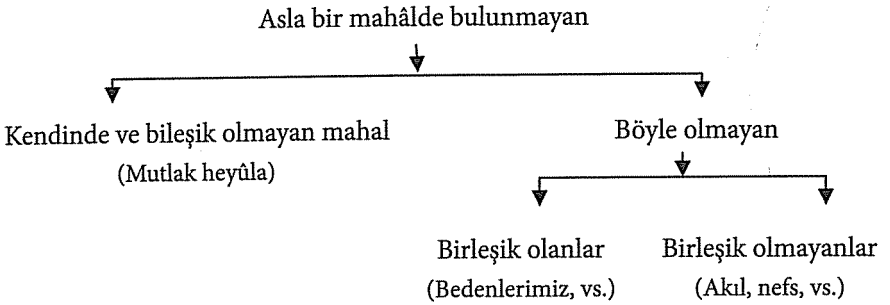 Asla bir mahâlde bulunmayan
Kendinde ve bileşik olmayan mahal
(Mutlak heyûla)
Böyle olmayan
Birleşik olanlar
(Bedenlerimiz, vs.)
Birleşik olmayanlar
(Akıl, nefs, vs.)